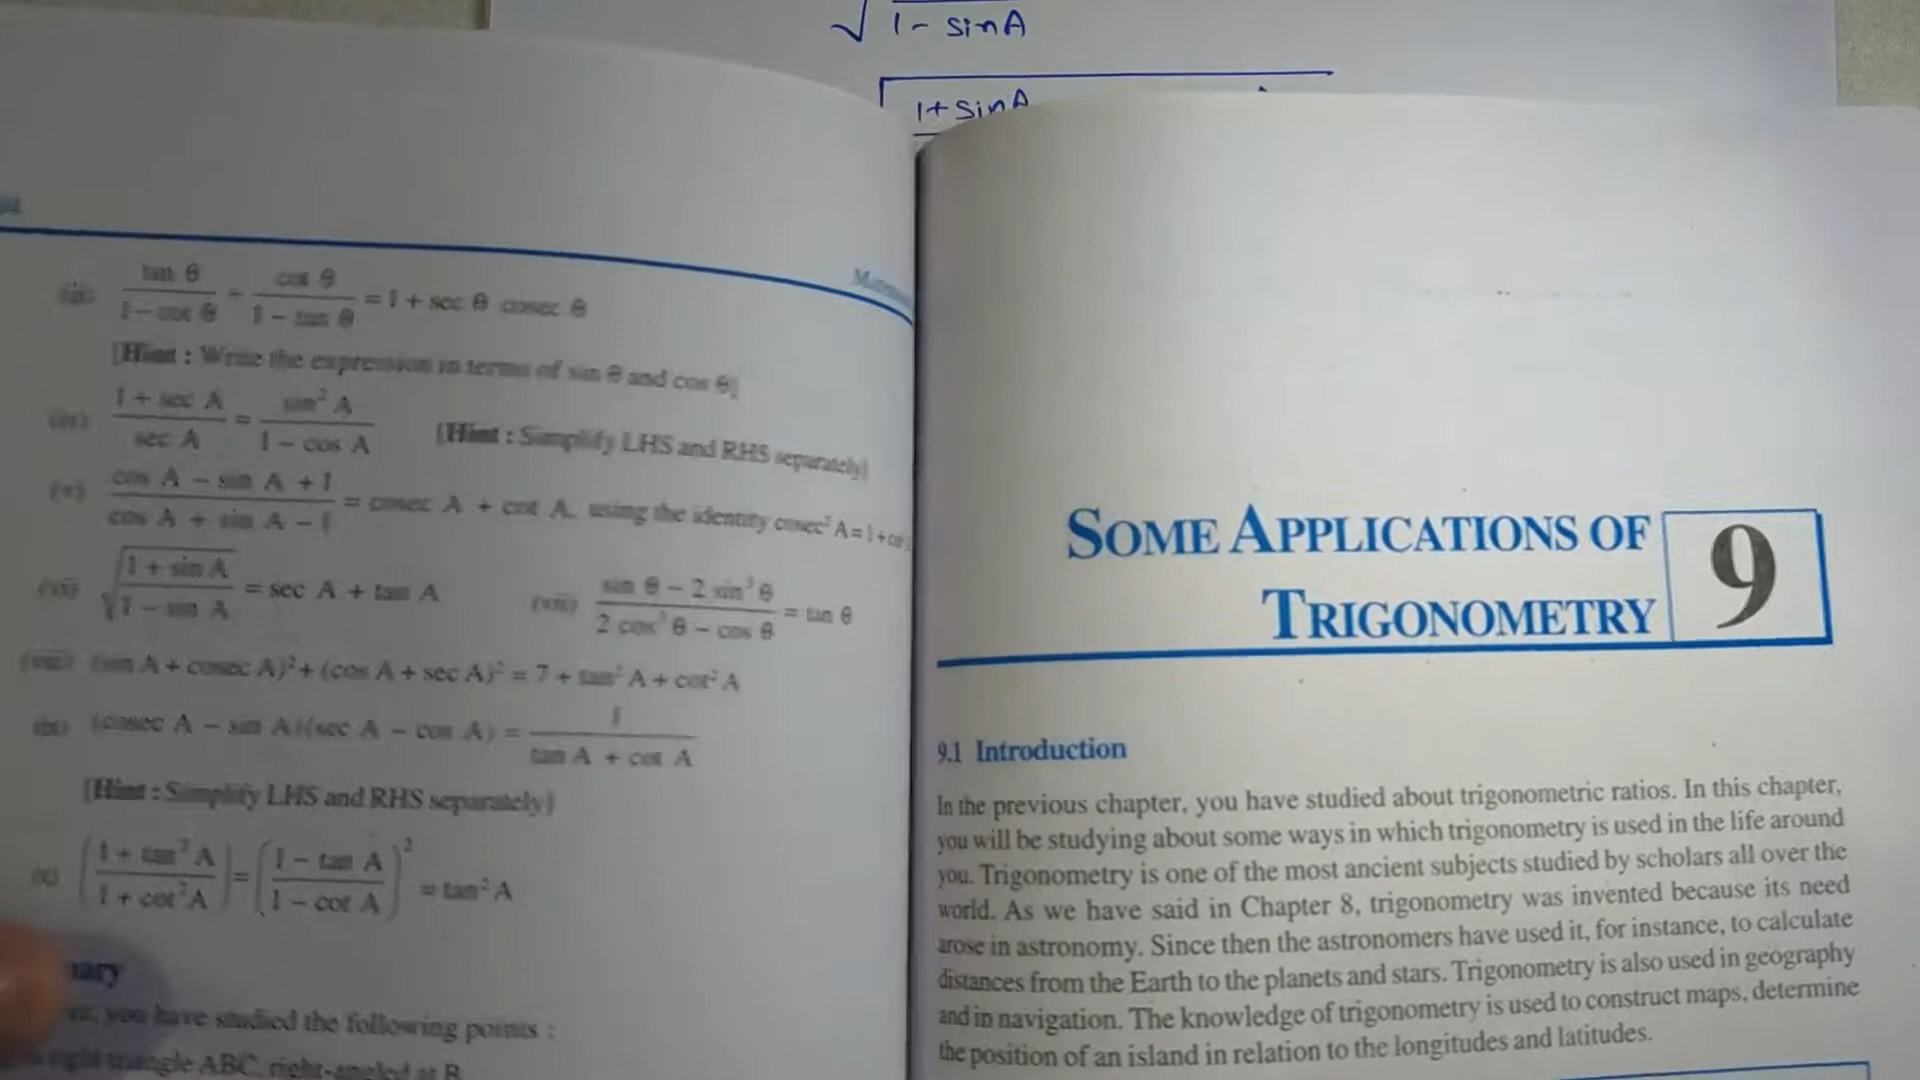 √1 - sinA
1+ sinA
tan θ / 1 - cot θ + cot θ / 1 - tan θ = 1 + sec θ cosec θ
[Hint : Write the expression in terms of sin θ and cos θ]
(iv) 1 + sec A / sec A = sin² A / 1 - cos A [Hint : Simplify LHS and RHS separately]
(v) cos A - sin A + 1 / cos A + sin A - 1 = cosec A + cot A, using the identity cosec² A = 1 +
√1 + sin A / 1 - sin A = sec A + tan A (vii) sin θ - 2 sin³ θ / 2 cos³ θ - cos θ = tan θ
(viii) (sin A + cosec A)² + (cos A + sec A)² = 7 + tan² A + cot² A
(ix) (cosec A - sin A)(sec A - cos A) = 1 / tan A + cot A
[Hint : Simplify LHS and RHS separately]
(x) (1 + tan² A / 1 + cot² A) = (1 - tan A / 1 - cot A)² = tan² A
you have studied the following points :
right triangle ABC, right-angled at B
SOME APPLICATIONS OF
TRIGONOMETRY
9
9.1 Introduction
In the previous chapter, you have studied about trigonometric ratios. In this chapter,
you will be studying about some ways in which trigonometry is used in the life around
you. Trigonometry is one of the most ancient subjects studied by scholars all over the
world. As we have said in Chapter 8, trigonometry was invented because its need
arose in astronomy. Since then the astronomers have used it, for instance, to calculate
distances from the Earth to the planets and stars. Trigonometry is also used in geography
and in navigation. The knowledge of trigonometry is used to construct maps, determine
the position of an island in relation to the longitudes and latitudes.